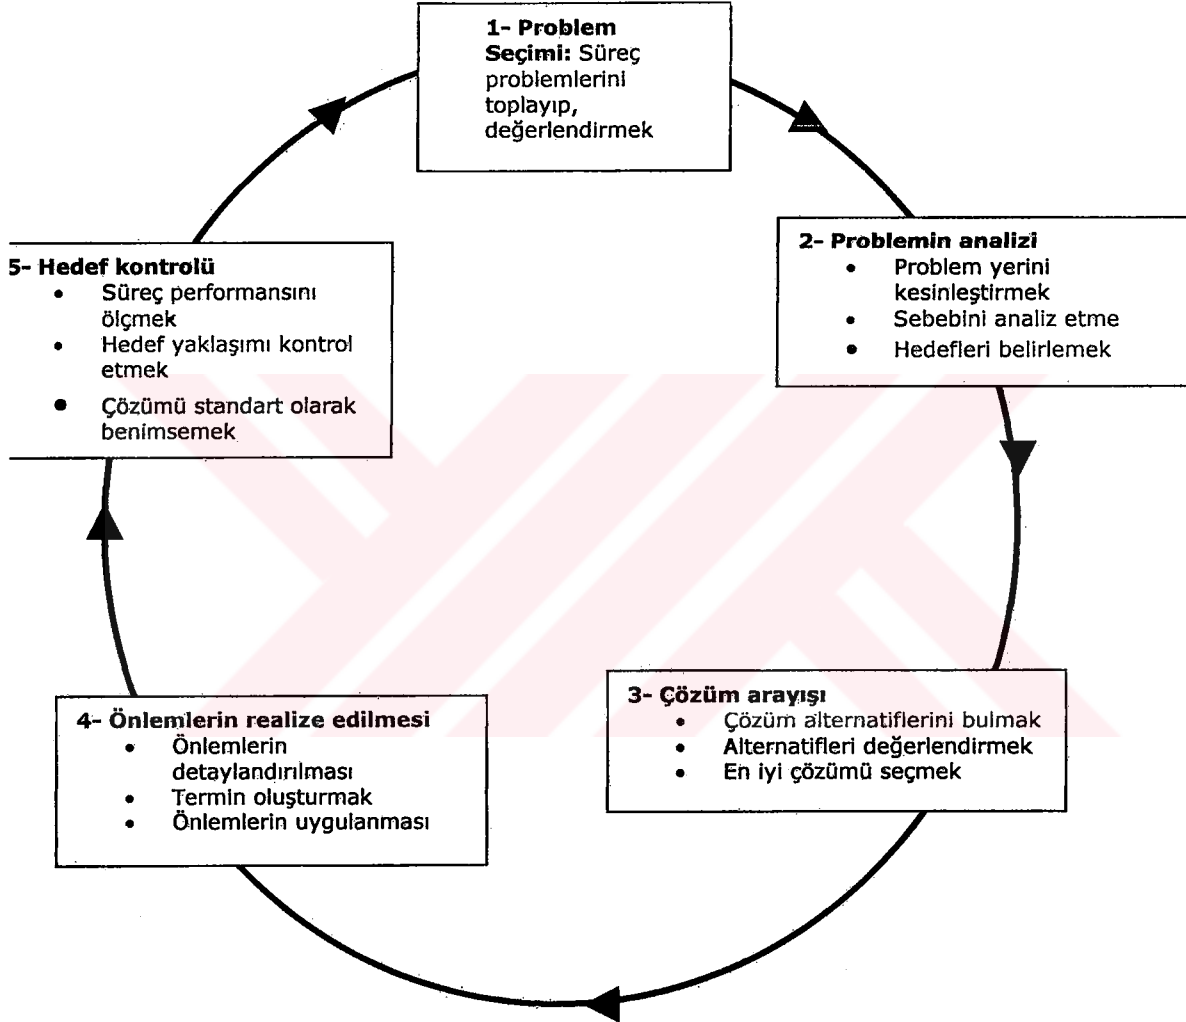 1- Problem
Seçimi: Süreç
problemlerini
toplayıp,
değerlendirmek
2- Problemin analizi
• Problem yerini
kesinleştirmek
• Sebebini analiz etme
• Hedefleri belirlemek
3- Çözüm arayışı
• Çözüm alternatiflerini bulmak
• Alternatifleri değerlendirmek
• En iyi çözümü seçmek
4- Önlemlerin realize edilmesi
• Önlemlerin
detaylandırılması
• Termin oluşturmak
• Önlemlerin uygulanması
5- Hedef kontrolü
• Süreç performansını
ölçmek
• Hedef yaklaşımı kontrol
etmek
• Çözümü standart olarak
benimsemek